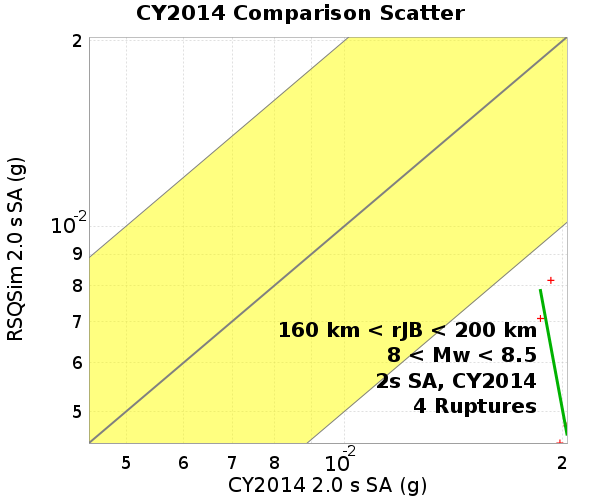 CY2014 Comparison Scatter
2
10-2
9
8
7
6
5
RSQSim 2.0 s SA (g)
160 km < rJB < 200 km
8 < Mw < 8.5
2s SA, CY2014
4 Ruptures
5 6 7 8 10-2 2
CY2014 2.0 s SA (g)